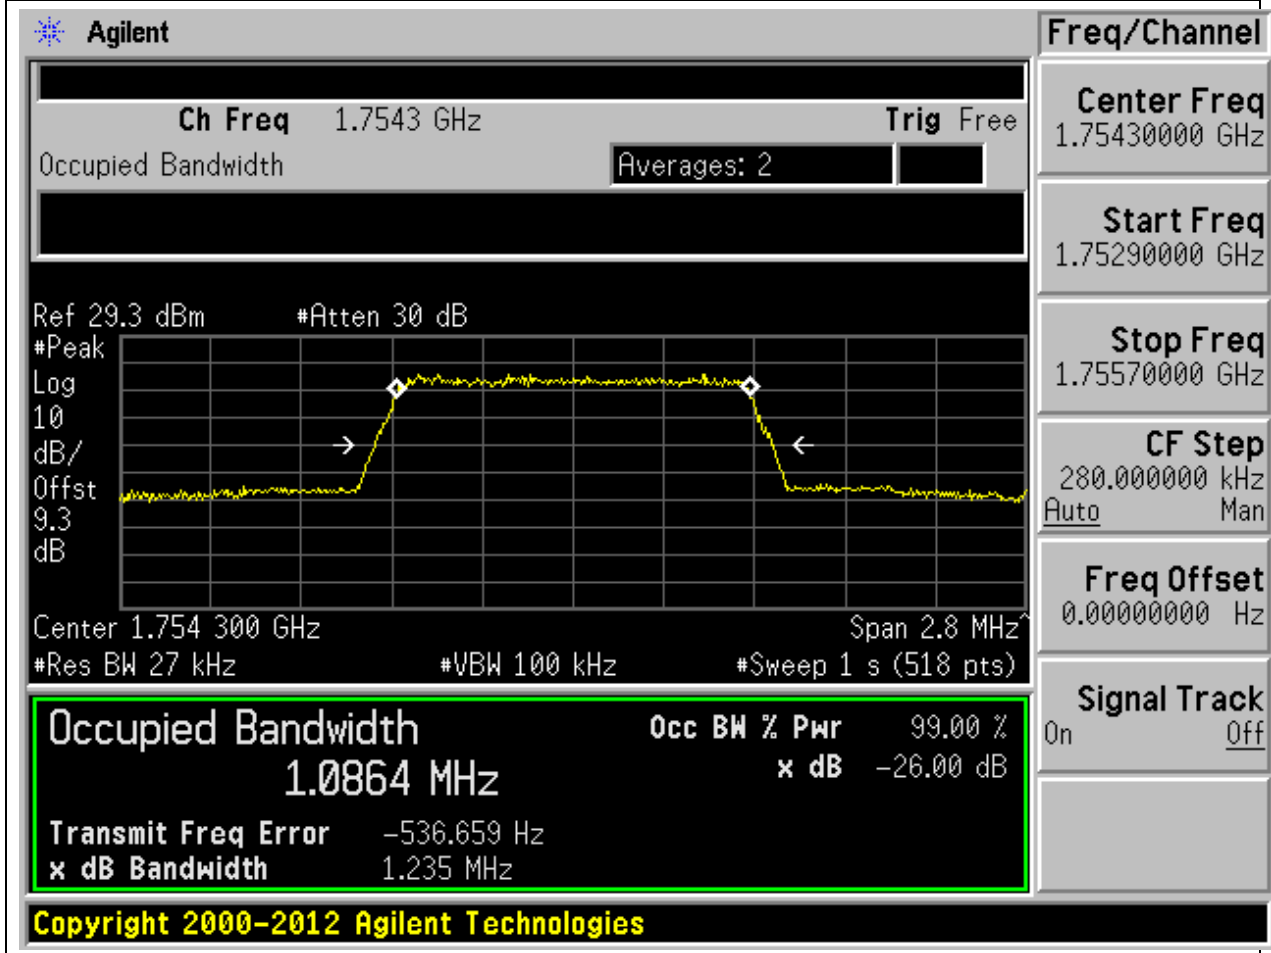 Agilent
Freq/Channel
Ch Freq 1.7543 GHz Trig Free
Occupied Bandwidth Averages: 2
Center Freq
1.75430000 GHz
Start Freq
1.75290000 GHz
Stop Freq
1.75570000 GHz
CF Step
280.000000 kHz
Auto Man
Freq Offset
0.00000000 Hz
Signal Track
On Off
Ref 29.3 dBm #Atten 30 dB
#Peak
Log
10
dB/
Offst
9.3
dB
Center 1.754 300 GHz Span 2.8 MHz^
#Res BW 27 kHz #VBW 100 kHz #Sweep 1 s (518 pts)
Occupied Bandwidth
1.0864 MHz
Occ BW % Pwr 99.00 %
x dB -26.00 dB
Transmit Freq Error -536.659 Hz
x dB Bandwidth 1.235 MHz
Copyright 2000-2012 Agilent Technologies